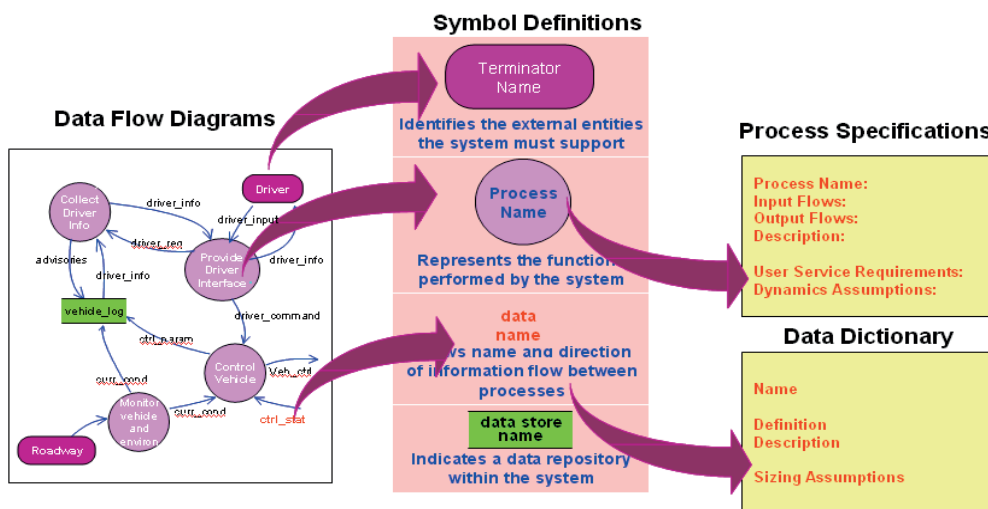 Symbol Definitions
Data Flow Diagrams
Process Specifications
Data Dictionary
Collect
Driver
Info
driver_info
Driver
driver_input
driver_req
Provide
Driver
Interface
driver_info
advisories
driver_info
vehicle_log
driver_command
ctrl_param
Control
Vehicle
Veh_ctrl
curr_cond
curr_cond
ctrl_stat
Monitor
vehicle
and
environ
Roadway
Terminator
Name
Identifies the external entities
the system must support
Process
Name
Represents the function
performed by the system
data
name
name and direction
of information flow between
processes
data store
name
Indicates a data repository
within the system
Process Name:
Input Flows:
Output Flows:
Description:
User Service Requirements:
Dynamics Assumptions:
Name
Definition
Description
Sizing Assumptions